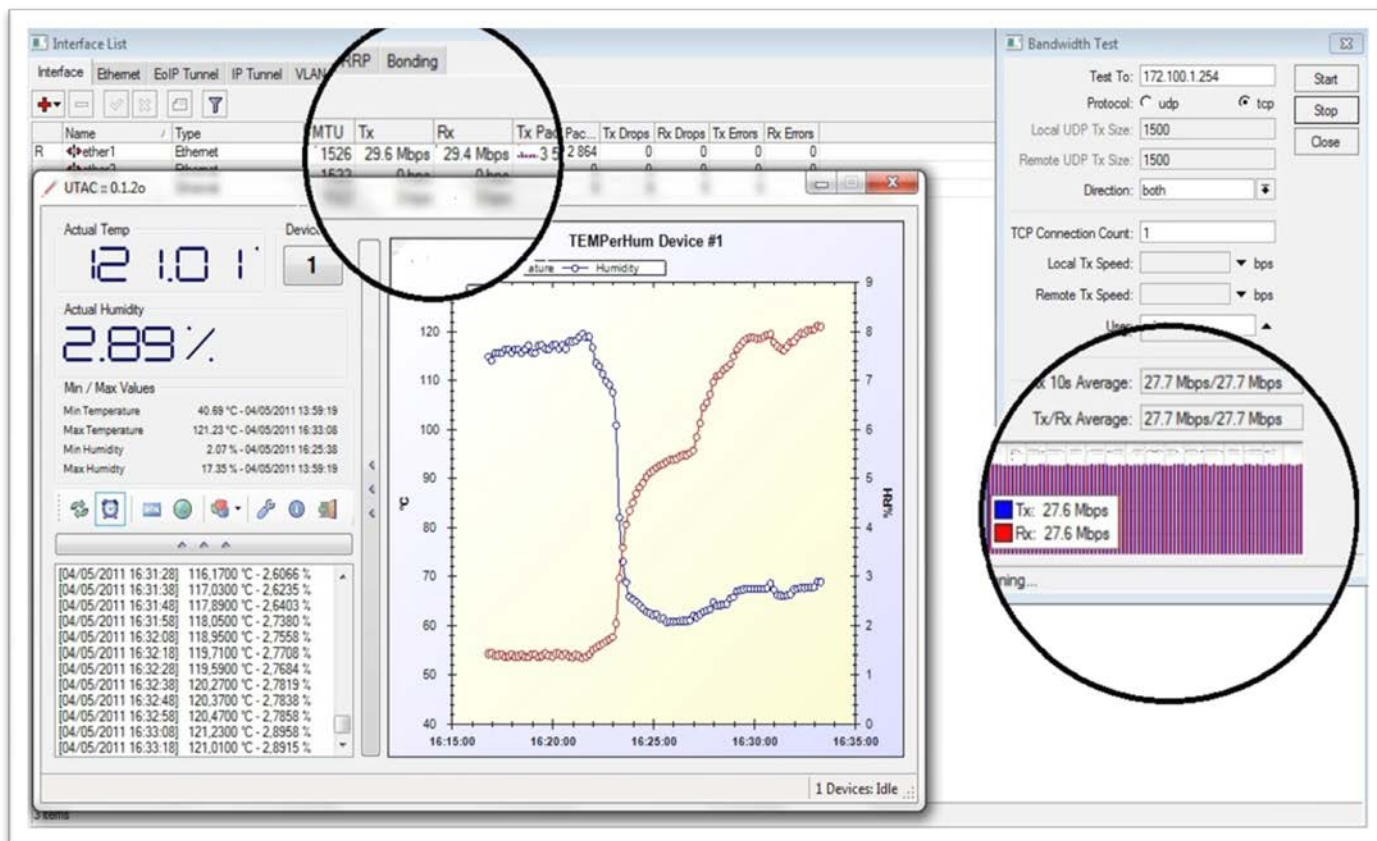 Interface List
Interface Ethernet EoIP Tunnel IP Tunnel VLAN RRP Bonding
Name / Type MTU Tx Rx Tx Pac Pac... Tx Drops Rx Drops Tx Errors Rx Errors
R ether1 Ethernet 1526 29.6 Mbps 29.4 Mbps 3 5 2 864 0 0 0 0
UTAC :: 0.1.2o
Actual Temp
121.01°
1
Actual Humidity
2.89%
Min / Max Values
Min Temperature 40.69 °C - 04/05/2011 13:59:19
Max Temperature 121.23 °C - 04/05/2011 16:33:08
Min Humidity 2.07 % - 04/05/2011 16:25:38
Max Humidity 17.35 % - 04/05/2011 13:59:19
[04/05/2011 16:31:28] 116,1700 °C - 2,6066 %
[04/05/2011 16:31:38] 117,0300 °C - 2,6235 %
[04/05/2011 16:31:48] 117,8900 °C - 2,6403 %
[04/05/2011 16:31:58] 118,0500 °C - 2,7380 %
[04/05/2011 16:32:08] 118,9500 °C - 2,7558 %
[04/05/2011 16:32:18] 119,7100 °C - 2,7708 %
[04/05/2011 16:32:28] 119,5900 °C - 2,7684 %
[04/05/2011 16:32:38] 120,2700 °C - 2,7819 %
[04/05/2011 16:32:48] 120,3700 °C - 2,7838 %
[04/05/2011 16:32:58] 120,4700 °C - 2,7858 %
[04/05/2011 16:33:08] 121,2300 °C - 2,8958 %
[04/05/2011 16:33:18] 121,0100 °C - 2,8915 %
TEMPerHum Device #1
ature Humidity
°C
120
110
100
90
80
70
60
50
40
%RH
9
8
7
6
5
4
3
2
1
0
16:15:00 16:20:00 16:25:00 16:30:00 16:35:00
1 Devices: Idle
3 items
Bandwidth Test
Test To: 172.100.1.254 Start
Protocol: udp tcp Stop
Local UDP Tx Size: 1500 Close
Remote UDP Tx Size: 1500
Direction: both
TCP Connection Count: 1
Local Tx Speed: bps
Remote Tx Speed: bps
User:
10s Average: 27.7 Mbps/27.7 Mbps
Tx/Rx Average: 27.7 Mbps/27.7 Mbps
Tx: 27.6 Mbps
Rx: 27.6 Mbps
ning...